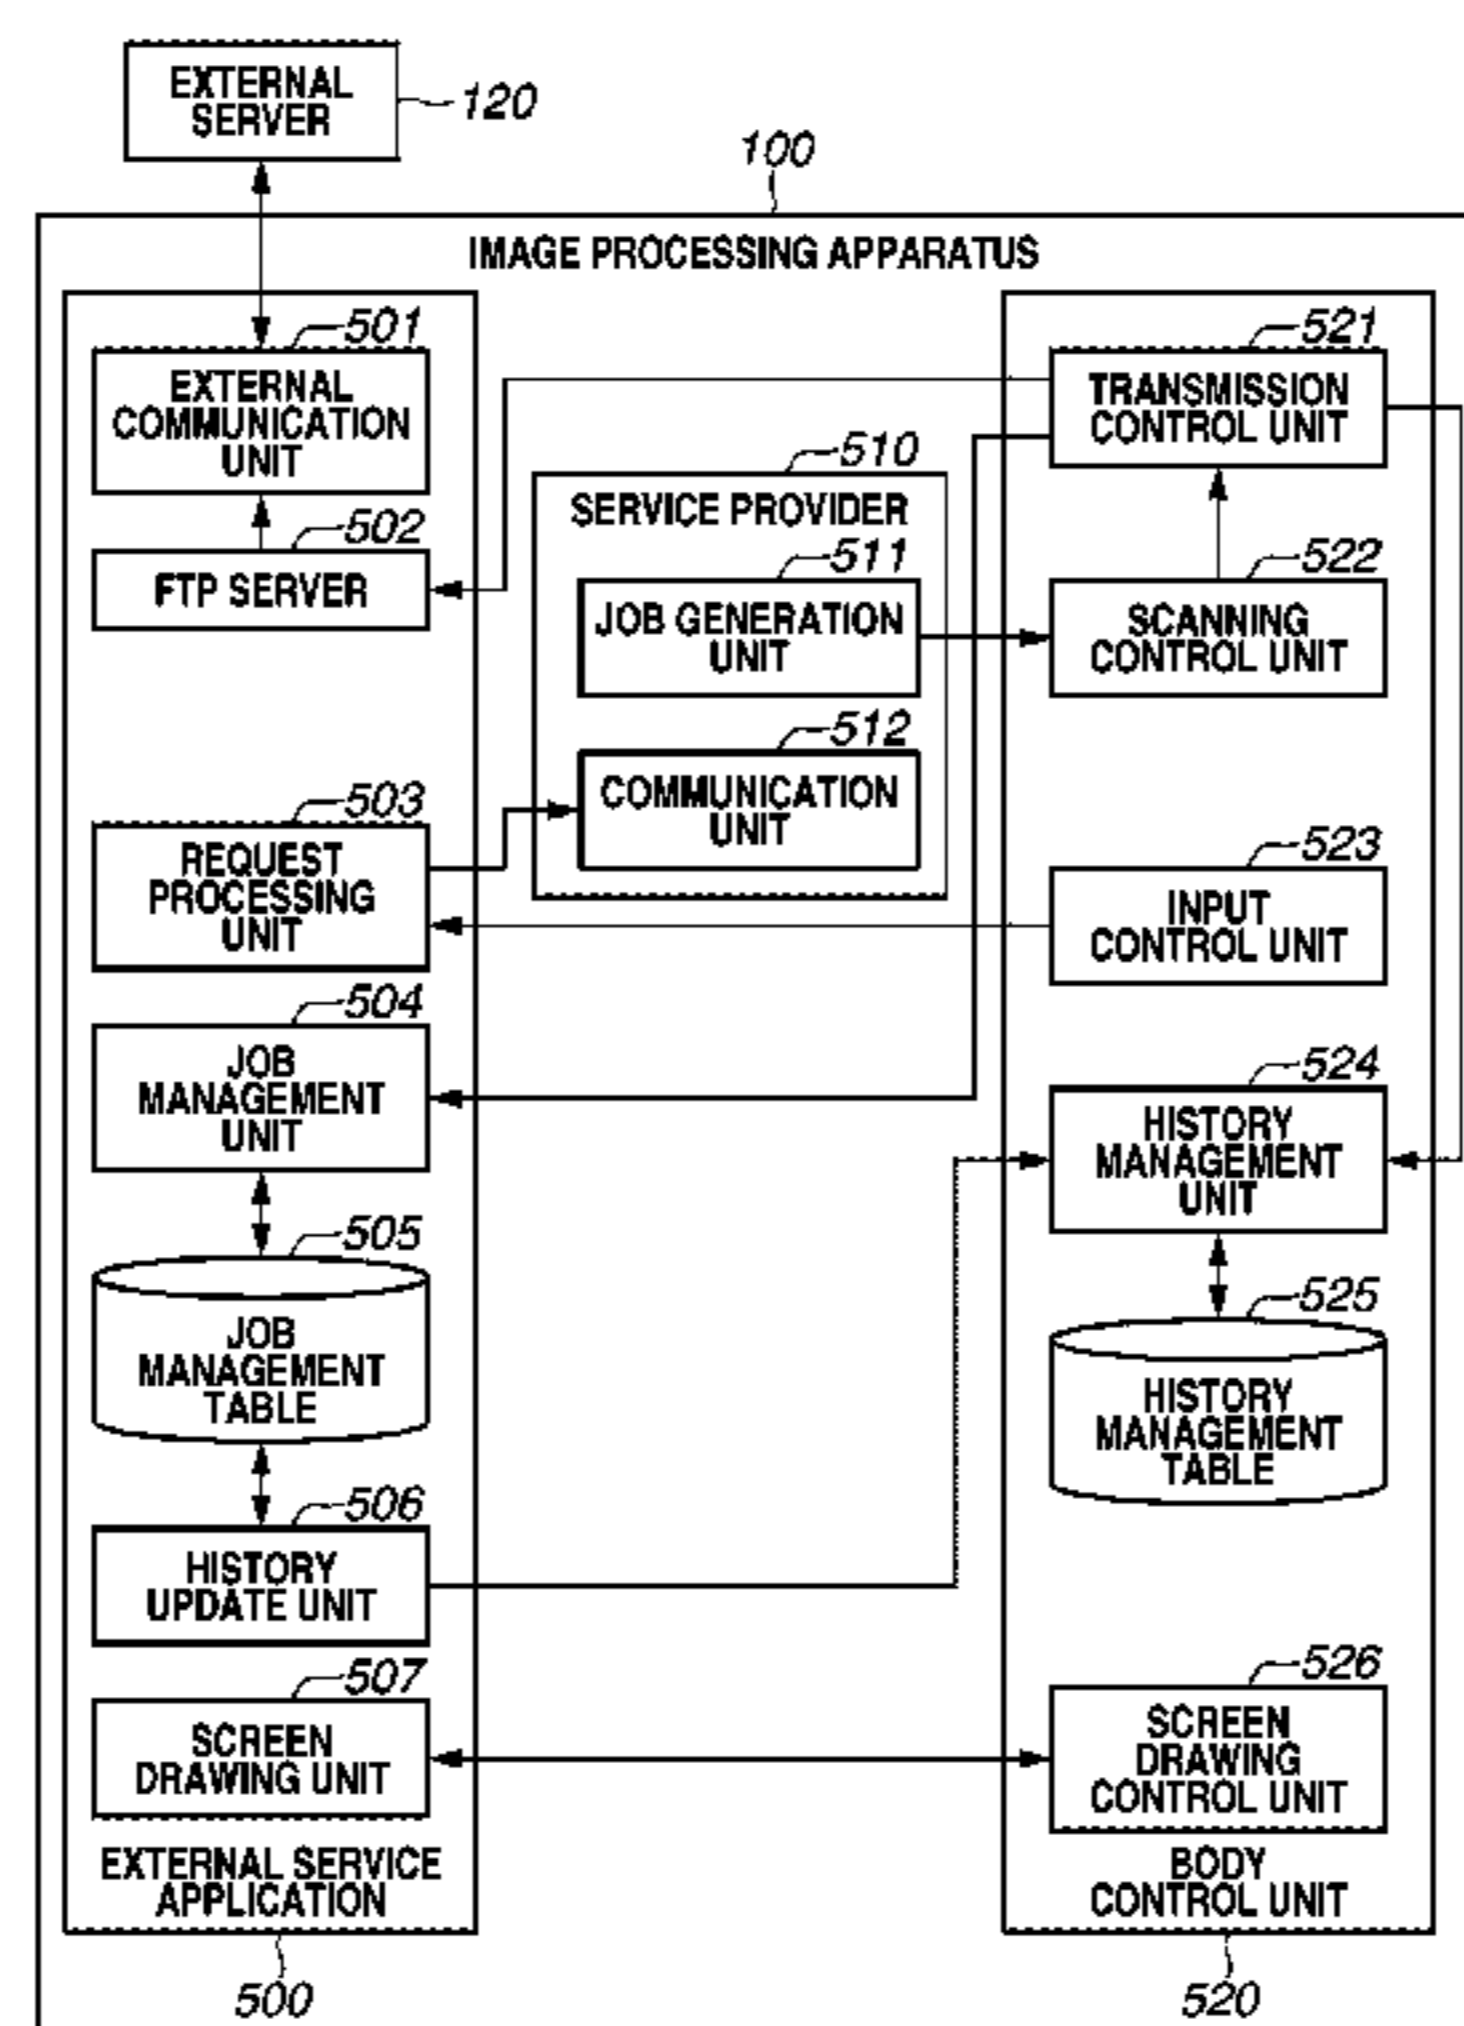 EXTERNAL
SERVER
120
100
IMAGE PROCESSING APPARATUS
501
EXTERNAL
COMMUNICATION
UNIT
502
FTP SERVER
503
REQUEST
PROCESSING
UNIT
504
JOB
MANAGEMENT
UNIT
505
JOB
MANAGEMENT
TABLE
506
HISTORY
UPDATE UNIT
507
SCREEN
DRAWING UNIT
EXTERNAL SERVICE
APPLICATION
500
510
SERVICE PROVIDER
511
JOB GENERATION
UNIT
512
COMMUNICATION
UNIT
521
TRANSMISSION
CONTROL UNIT
522
SCANNING
CONTROL UNIT
523
INPUT
CONTROL UNIT
524
HISTORY
MANAGEMENT
UNIT
525
HISTORY
MANAGEMENT
TABLE
526
SCREEN
DRAWING
CONTROL UNIT
BODY
CONTROL UNIT
520